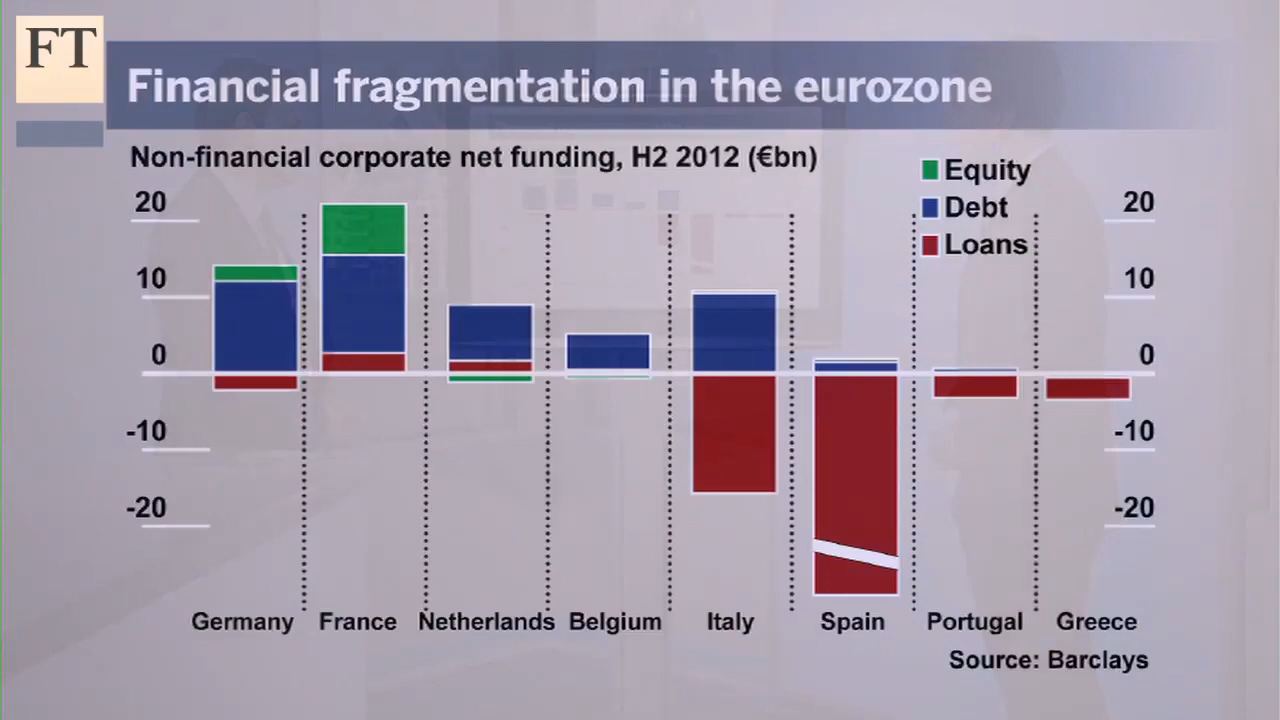 FT
Financial fragmentation in the eurozone
Non-financial corporate net funding, H2 2012 (€bn)
Equity
Debt
Loans
20
10
0
-10
-20
20
10
0
-10
-20
Germany France Netherlands Belgium Italy Spain Portugal Greece
Source: Barclays